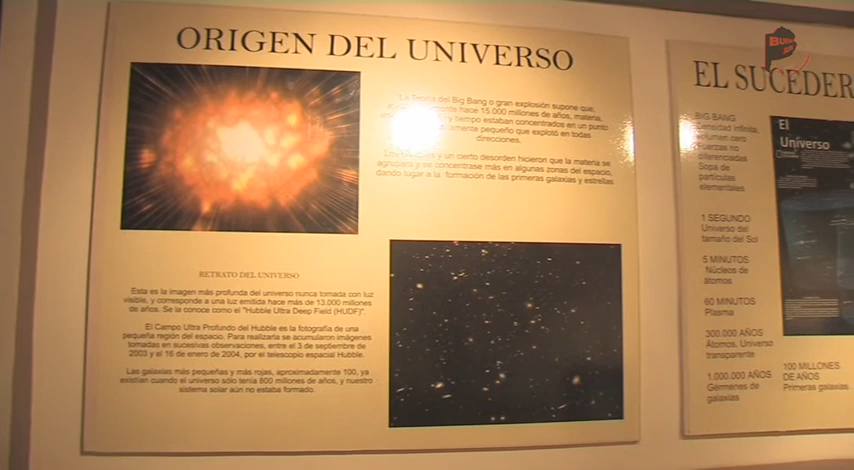 ORIGEN DEL UNIVERSO
La Teoría del Big Bang o gran explosión supone que,
hace 15.000 millones de años, materia,
y tiempo estaban concentrados en un punto
pequeño que explotó en todas
direcciones.
y un cierto desorden hicieron que la materia se
agrupara y se concentrase más en algunas zonas del espacio,
dando lugar a la formación de las primeras galaxias y estrellas
RETRATO DEL UNIVERSO
Esta es la imagen más profunda del universo nunca tomada con luz
visible, y corresponde a una luz emitida hace más de 13.000 millones
de años. Se la conoce como el "Hubble Ultra Deep Field (HUDF)".
El Campo Ultra Profundo del Hubble es la fotografía de una
pequeña región del espacio. Para realizarla se acumularon imágenes
tomadas en sucesivas observaciones, entre el 3 de septiembre de
2003 y el 16 de enero de 2004, por el telescopio espacial Hubble.
Las galaxias más pequeñas y más rojas, aproximadamente 100, ya
existían cuando el universo sólo tenía 800 millones de años, y nuestro
sistema solar aún no estaba formado.
EL SUCEDER
BIG BANG
Densidad infinita,
volumen cero
Fuerzas no
diferenciadas
Sopa de
partículas
elementales
1 SEGUNDO
Universo del
tamaño del Sol
5 MINUTOS
Núcleos de
átomos
60 MINUTOS
Plasma
300.000 AÑOS
Átomos, Universo
transparente
1.000.000 AÑOS
Gérmenes de
galaxias
100 MILLONES
DE AÑOS
Primeras galaxias
El
Universo